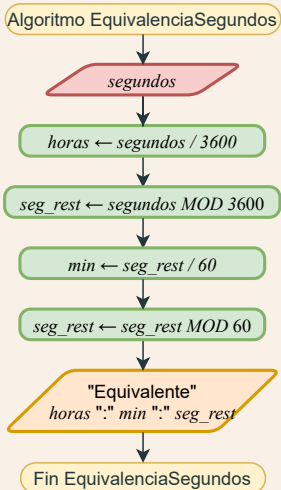 Algoritmo EquivalenciaSegundos
segundos
horas ← segundos / 3600
seg_rest ← segundos MOD 3600
min ← seg_rest / 60
seg_rest ← seg_rest MOD 60
"Equivalente"
horas ":" min ":" seg_rest
Fin EquivalenciaSegundos